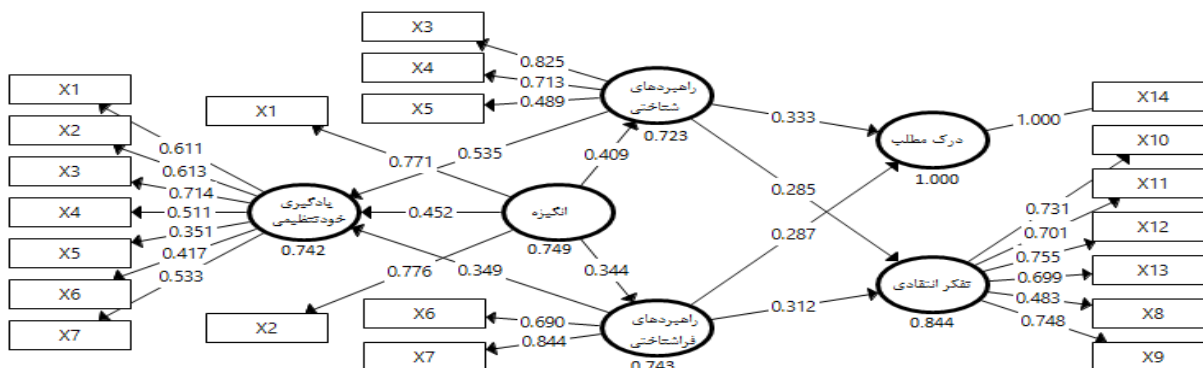 X3
X4
X5
0.825
0.713
0.489
راهبردهای
شتاختی
0.723
X1
X2
X3
X4
X5
X6
X7
0.611
0.613
0.714
0.511
0.351
0.417
0.533
یادگیری
خودتنظیمی
0.742
X1
0.771
0.535
0.409
0.452
انگیزه
0.749
0.776
X2
0.349
0.344
X6
X7
0.690
0.844
راهبردهای
فراشتاختی
0.743
0.333
0.285
0.287
0.312
درک مطلب
1.000
1.000
X14
X10
X11
X12
X13
X8
X9
0.731
0.701
0.755
0.699
0.483
0.748
تفکر انتقادی
0.844